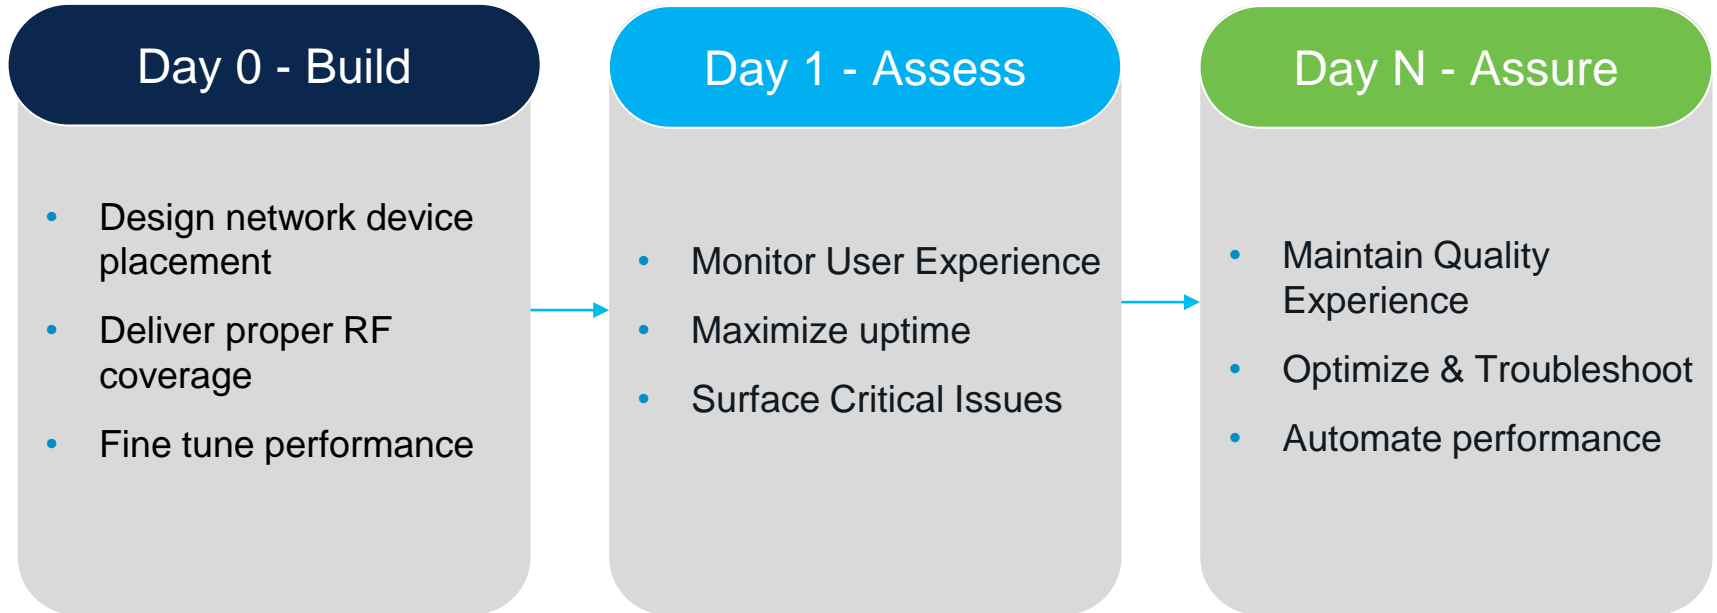 Day 0 - Build
• Design network device
placement
• Deliver proper RF
coverage
• Fine tune performance
Day 1 - Assess
• Monitor User Experience
• Maximize uptime
• Surface Critical Issues
Day N - Assure
• Maintain Quality
Experience
• Optimize & Troubleshoot
• Automate performance